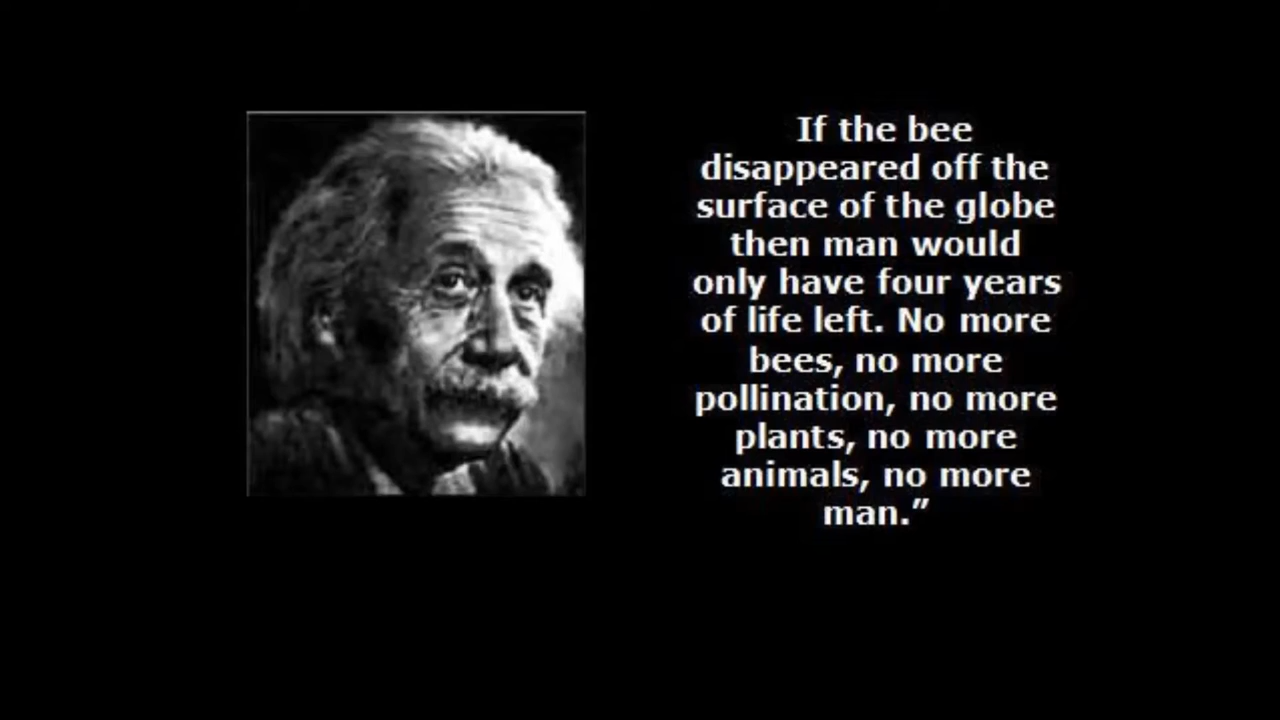 If the bee
disappeared off the
surface of the globe
then man would
only have four years
of life left. No more
bees, no more
pollination, no more
plants, no more
animals, no more
man.”